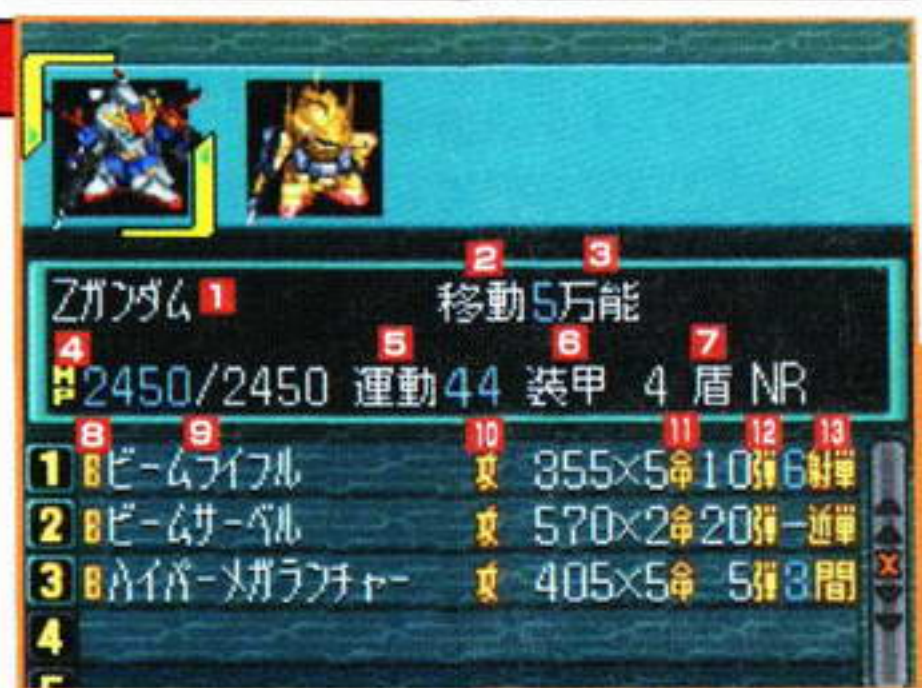 2 3
Zガンダム 1 移動5万能
4 5 6 7
HP 2450/2450 運動44 装甲 4 盾 NR
8 9 10 11 12 13
1 Bビームライフル 攻 355×5命10弾6射単
2 Bビームサーベル 攻 570×2命20弾-近単
3 Bハイパーメガランチャー 攻 405×5命 5弾3間
4
5